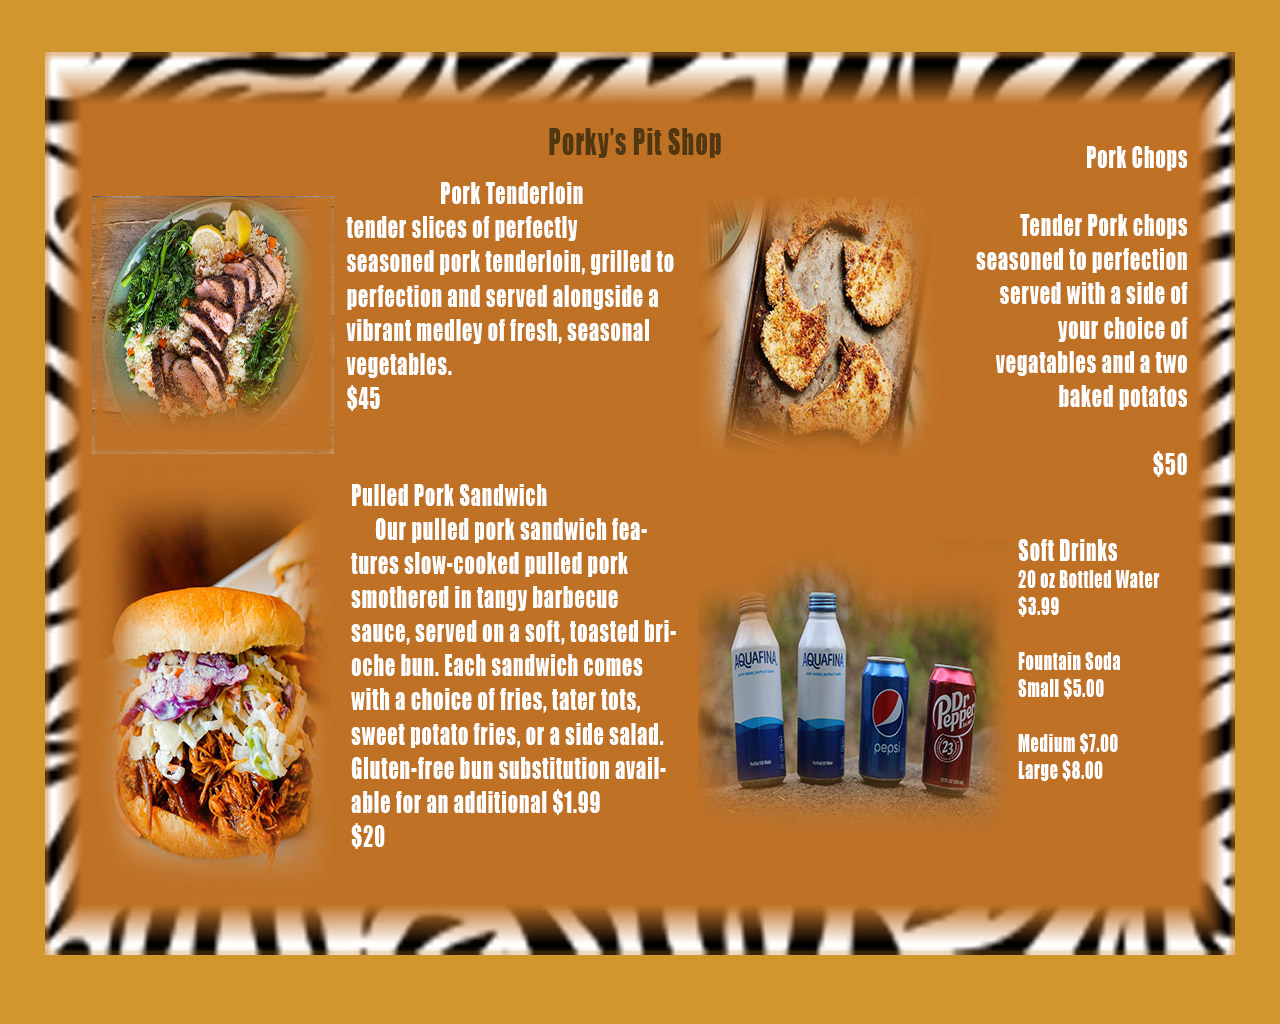 Porky's Pit Shop
Pork Tenderloin
tender slices of perfectly
seasoned pork tenderloin, grilled to
perfection and served alongside a
vibrant medley of fresh, seasonal
vegetables.
$45
Pork Chops
Tender Pork chops
seasoned to perfection
served with a side of
your choice of
vegatables and a two
baked potatos
$50
Pulled Pork Sandwich
Our pulled pork sandwich fea-
tures slow-cooked pulled pork
smothered in tangy barbecue
sauce, served on a soft, toasted bri-
oche bun. Each sandwich comes
with a choice of fries, tater tots,
sweet potato fries, or a side salad.
Gluten-free bun substitution avail-
able for an additional $1.99
$20
AQUAFINA
AQUAFINA
pepsi
Dr
Pepper
23
Soft Drinks
20 oz Bottled Water
$3.99
Fountain Soda
Small $5.00
Medium $7.00
Large $8.00